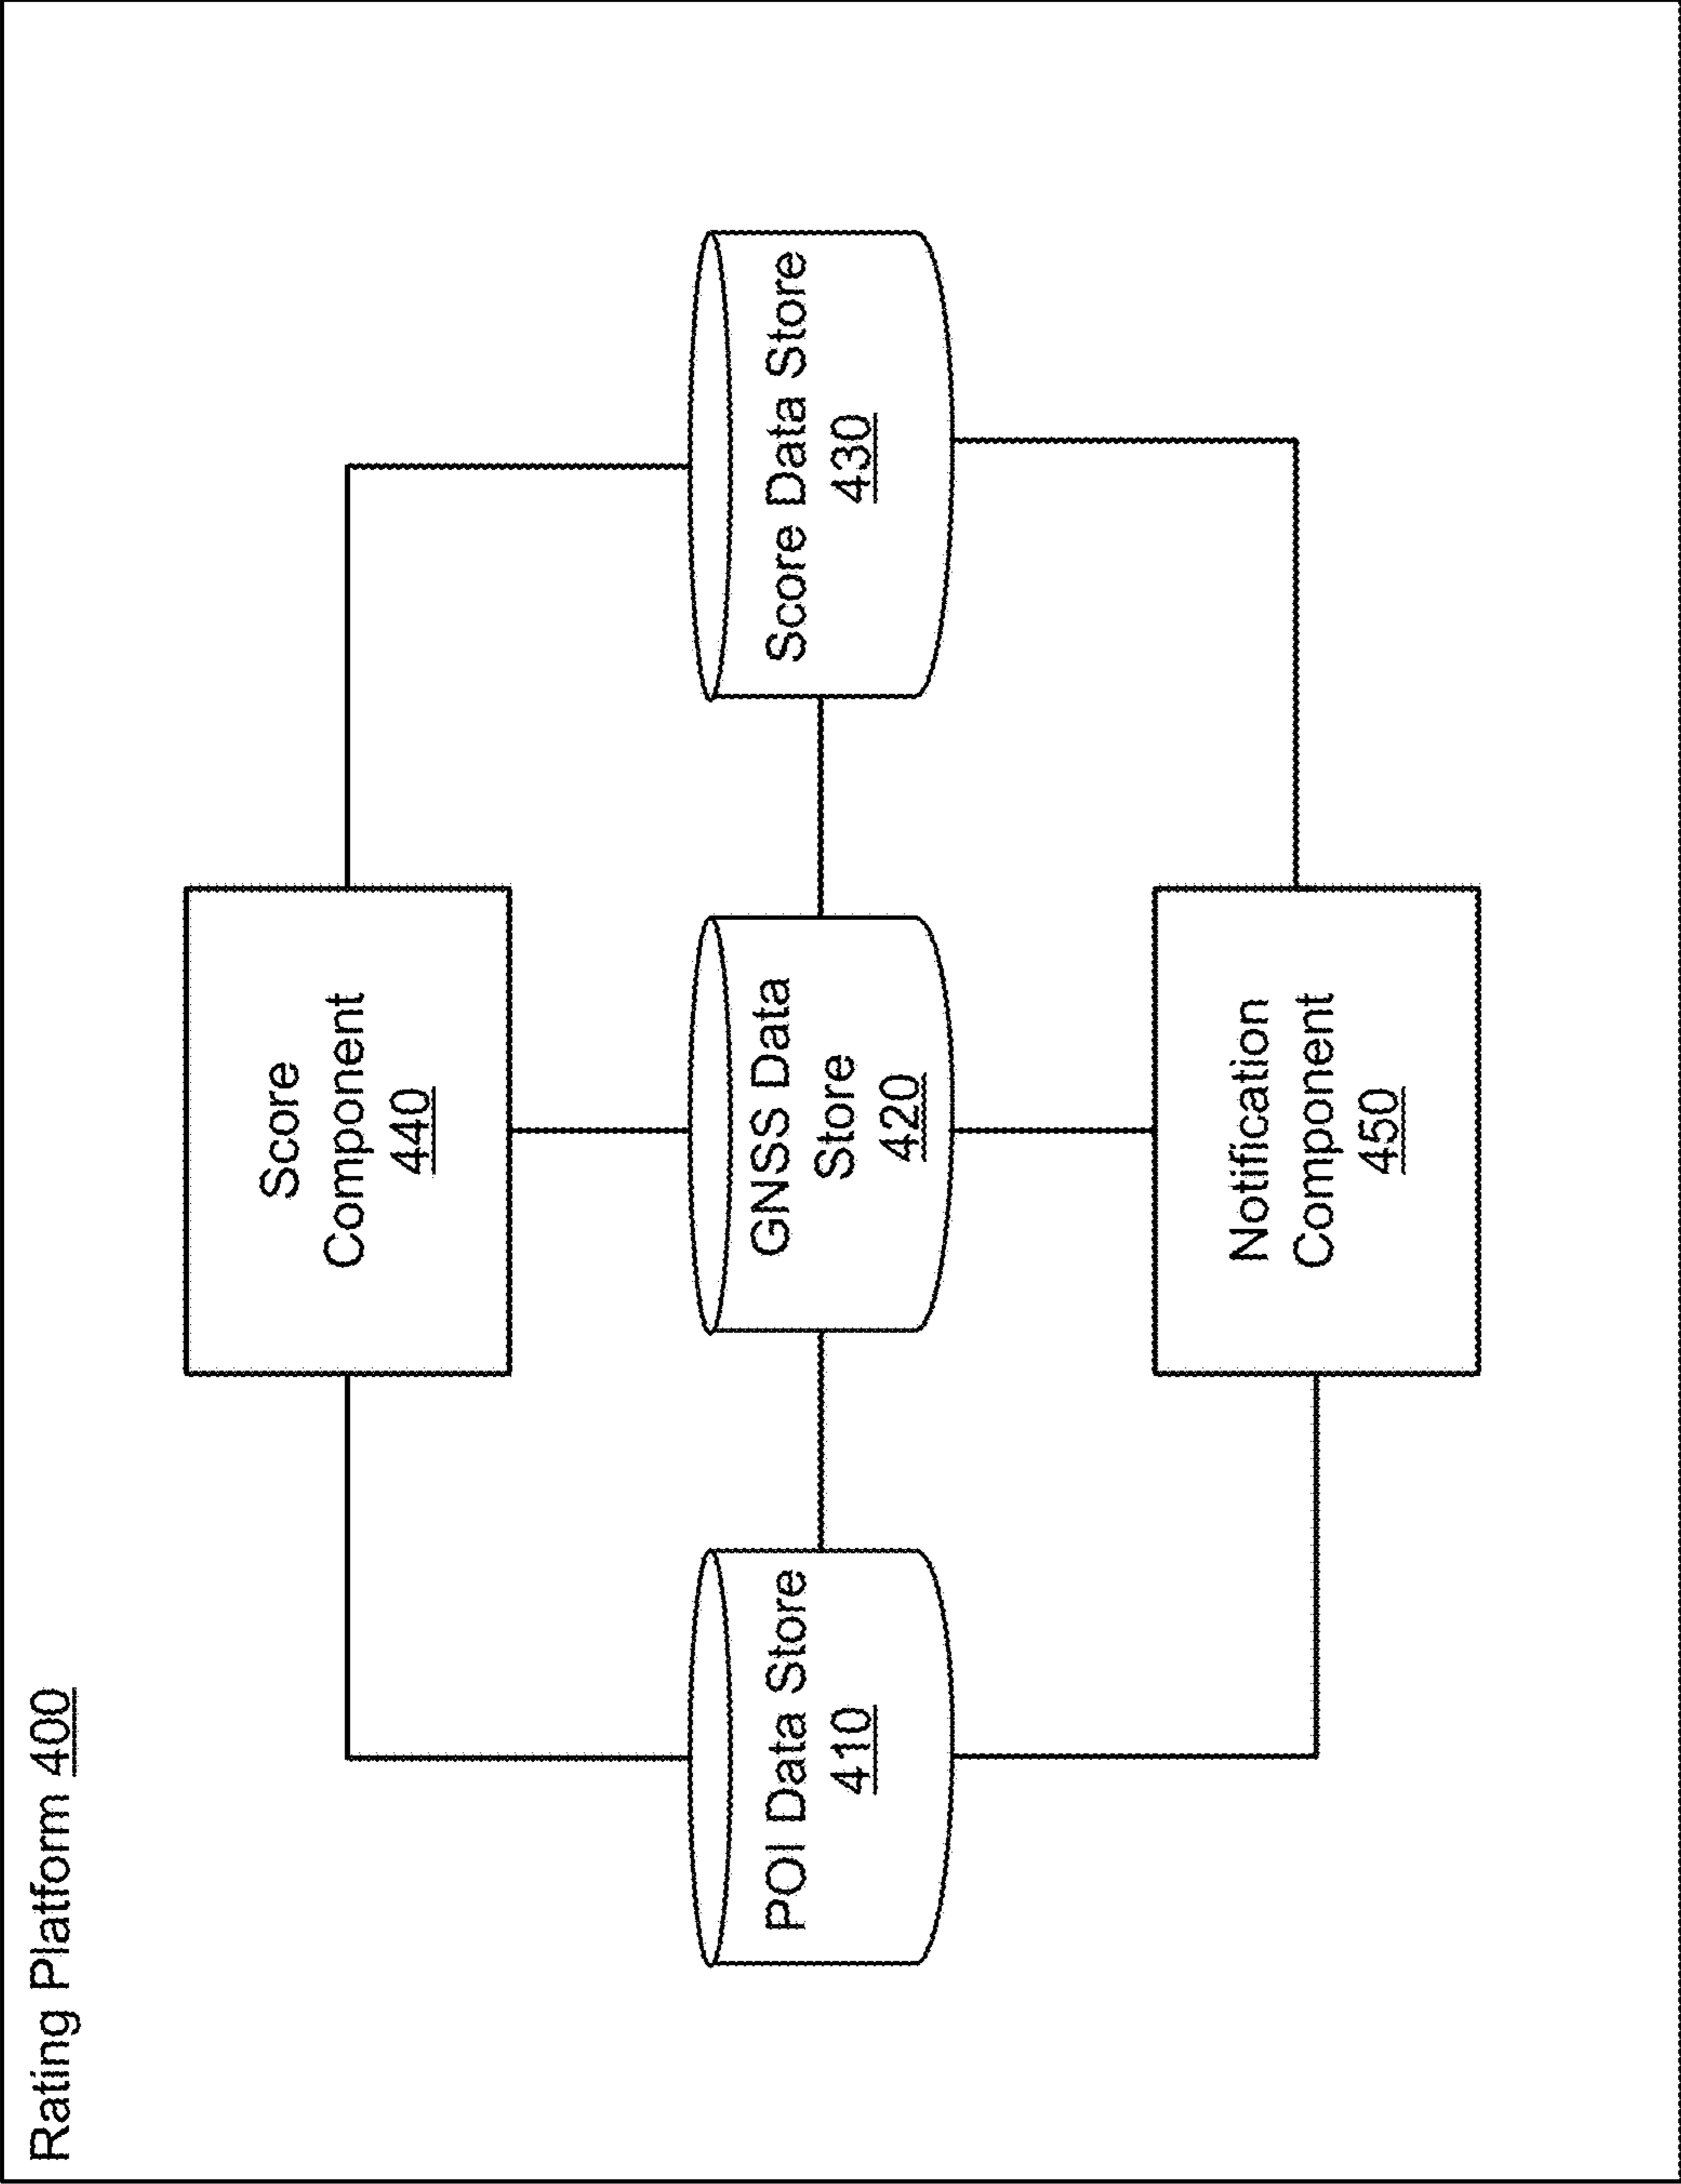 Rating Platform 400
Score
Component
440
POI Data Store
410
GNSS Data
Store
420
Score Data Store
430
Notification
Component
450